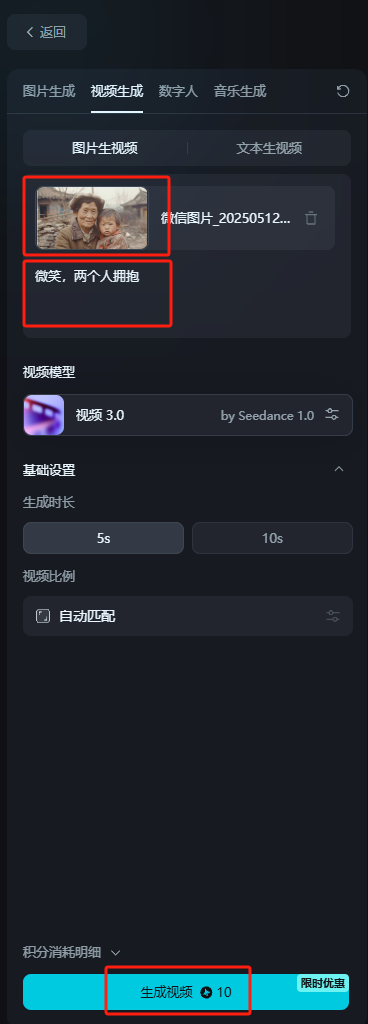 返回
图片生成 视频生成 数字人 音乐生成
图片生视频 文本生视频
微信图片_20250512...
微笑，两个人拥抱
视频模型
视频 3.0 by Seedance 1.0
基础设置
生成时长
5s 10s
视频比例
自动匹配
积分消耗明细
限时优惠
生成视频 10